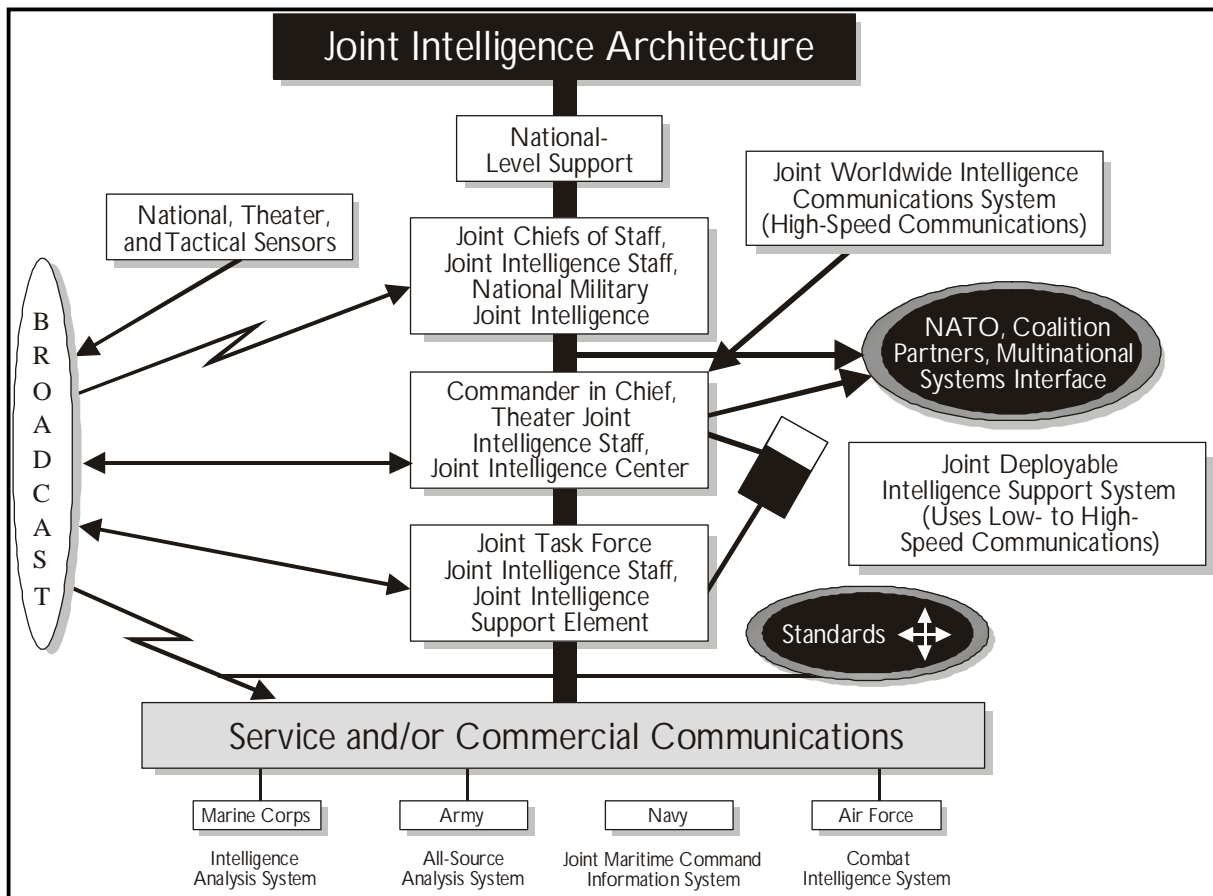 Joint Intelligence Architecture
National-
Level Support
National, Theater,
and Tactical Sensors
Joint Worldwide Intelligence
Communications System
(High-Speed Communications)
Joint Chiefs of Staff,
Joint Intelligence Staff,
National Military
Joint Intelligence
BROADCAST
NATO, Coalition
Partners, Multinational
Systems Interface
Commander in Chief,
Theater Joint
Intelligence Staff,
Joint Intelligence Center
Joint Deployable
Intelligence Support System
(Uses Low- to High-
Speed Communications)
Joint Task Force
Joint Intelligence Staff,
Joint Intelligence
Support Element
Standards
Service and/or Commercial Communications
Marine Corps
Army
Navy
Air Force
Intelligence
Analysis System
All-Source
Analysis System
Joint Maritime Command
Information System
Combat
Intelligence System